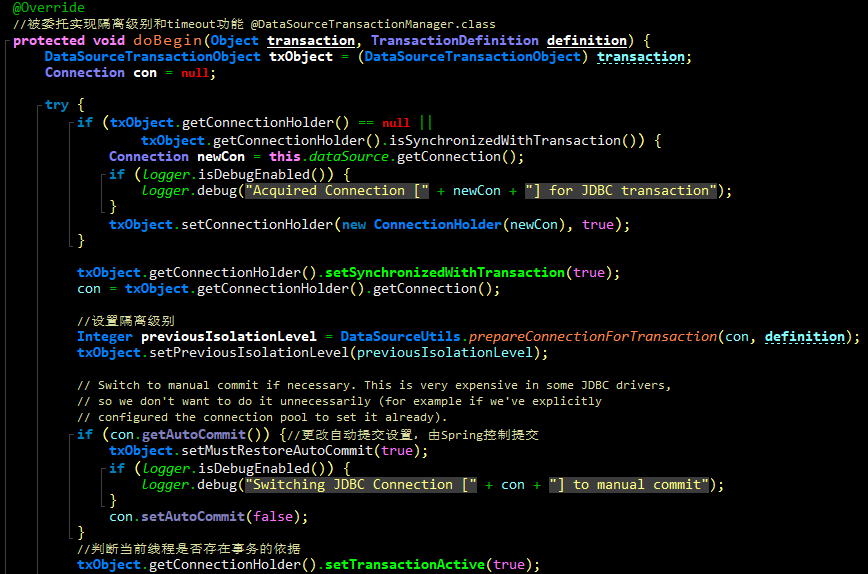 @Override
//被委托实现隔离级别和timeout功能 @DataSourceTransactionManager.class
protected void doBegin(Object transaction, TransactionDefinition definition) {
DataSourceTransactionObject txObject = (DataSourceTransactionObject) transaction;
Connection con = null;
try {
if (txObject.getConnectionHolder() == null ||
txObject.getConnectionHolder().isSynchronizedWithTransaction()) {
Connection newCon = this.dataSource.getConnection();
if (logger.isDebugEnabled()) {
logger.debug("Acquired Connection [" + newCon + "] for JDBC transaction");
}
txObject.setConnectionHolder(new ConnectionHolder(newCon), true);
}
txObject.getConnectionHolder().setSynchronizedWithTransaction(true);
con = txObject.getConnectionHolder().getConnection();
//设置隔离级别
Integer previousIsolationLevel = DataSourceUtils.prepareConnectionForTransaction(con, definition);
txObject.setPreviousIsolationLevel(previousIsolationLevel);
// Switch to manual commit if necessary. This is very expensive in some JDBC drivers,
// so we don't want to do it unnecessarily (for example if we've explicitly
// configured the connection pool to set it already).
if (con.getAutoCommit()) {//更改自动提交设置，由Spring控制提交
txObject.setMustRestoreAutoCommit(true);
if (logger.isDebugEnabled()) {
logger.debug("Switching JDBC Connection [" + con + "] to manual commit");
}
con.setAutoCommit(false);
}
//判断当前线程是否存在事务的依据
txObject.getConnectionHolder().setTransactionActive(true);